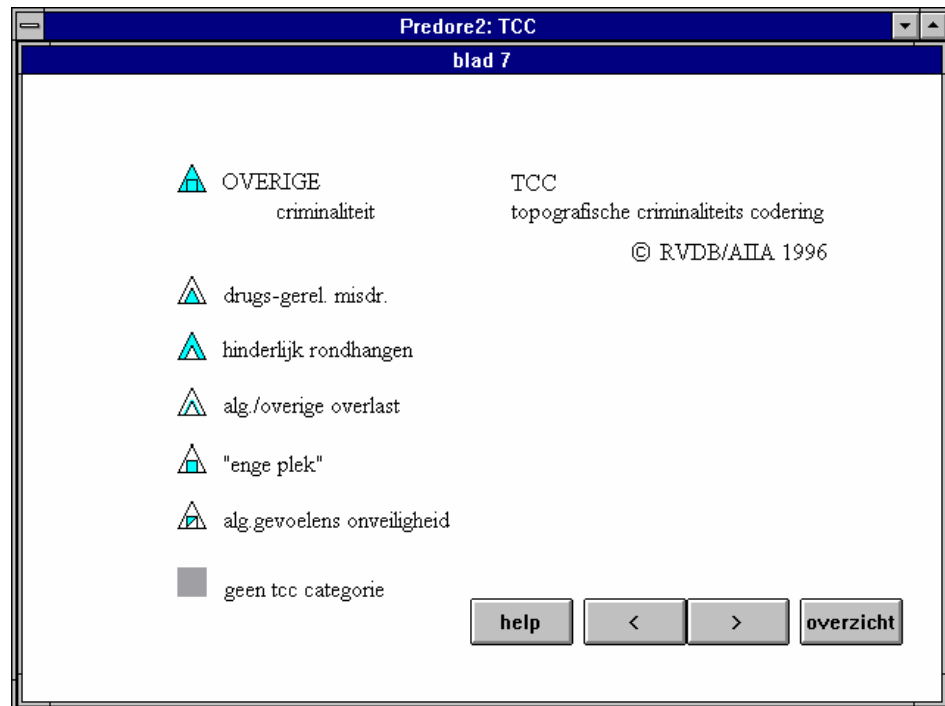 Predore2: TCC
blad 7
OVERIGE
criminaliteit
TCC
topografische criminaliteits codering
© RVDB/AIIA 1996
drugs-gerel. misdr.
hinderlijk rondhangen
alg./overige overlast
"enge plek"
alg.gevoelens onveiligheid
geen tcc categorie
help
<
>
overzicht